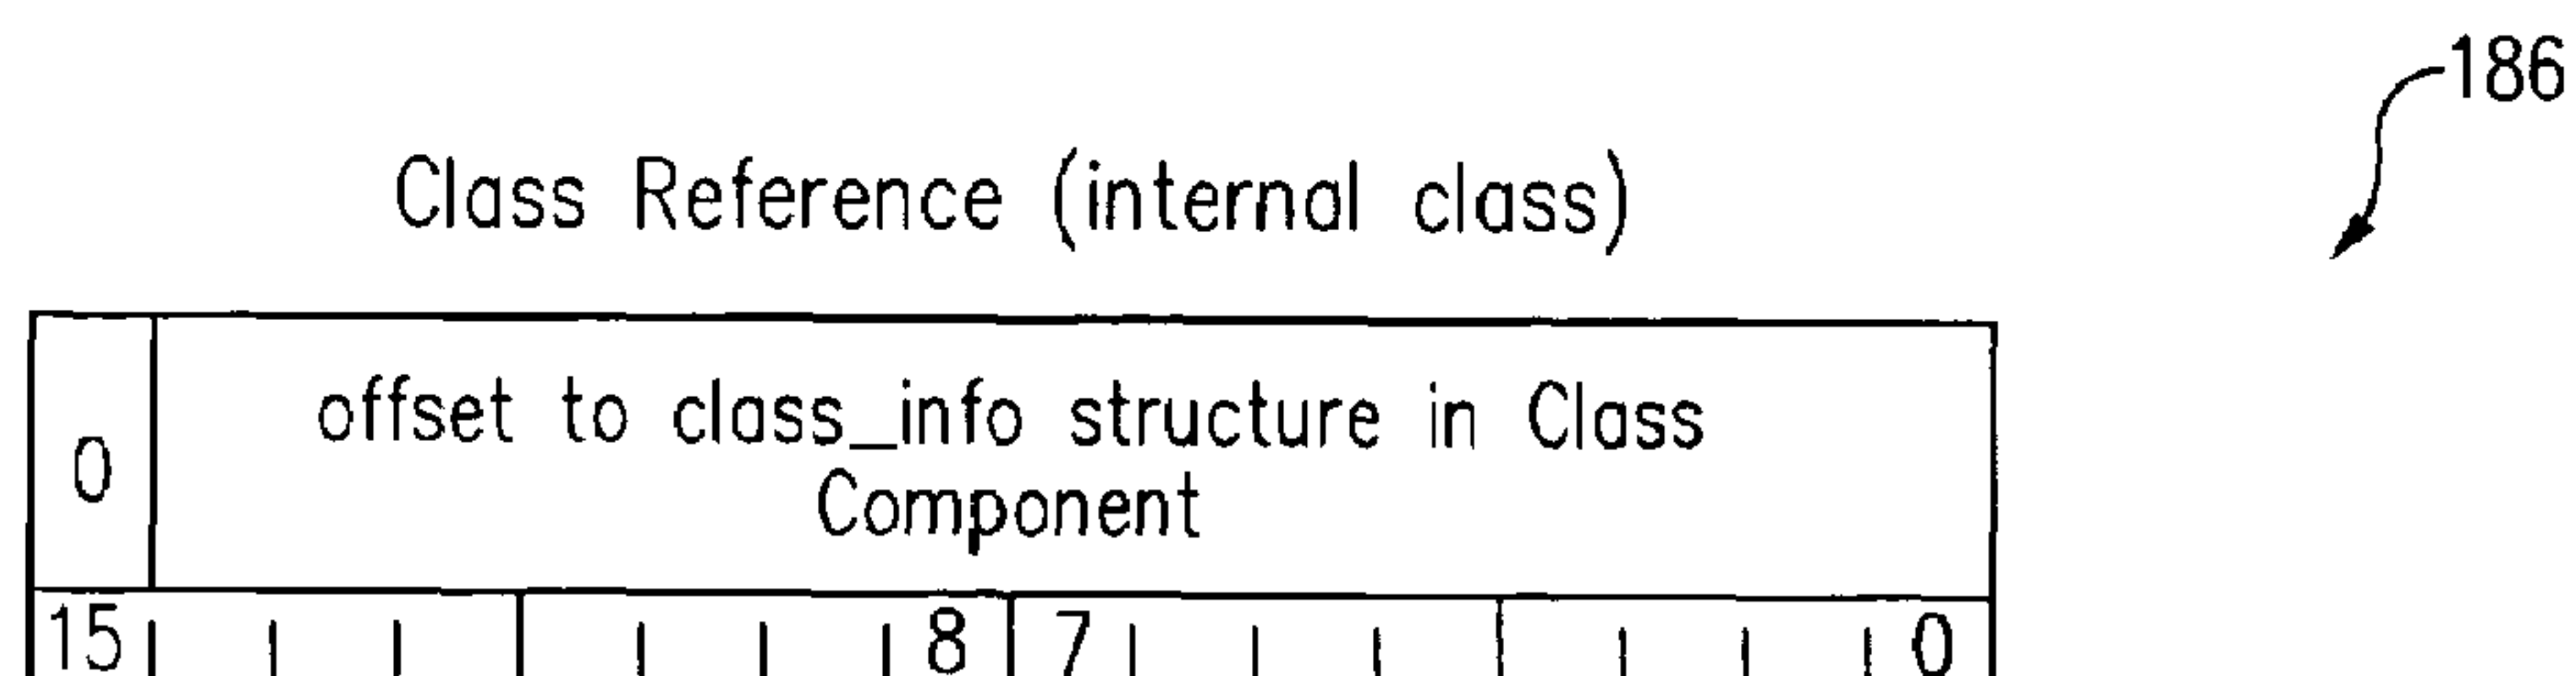 186
Class Reference (internal class)
0
offset to class_info structure in Class
Component
15 8 7 0